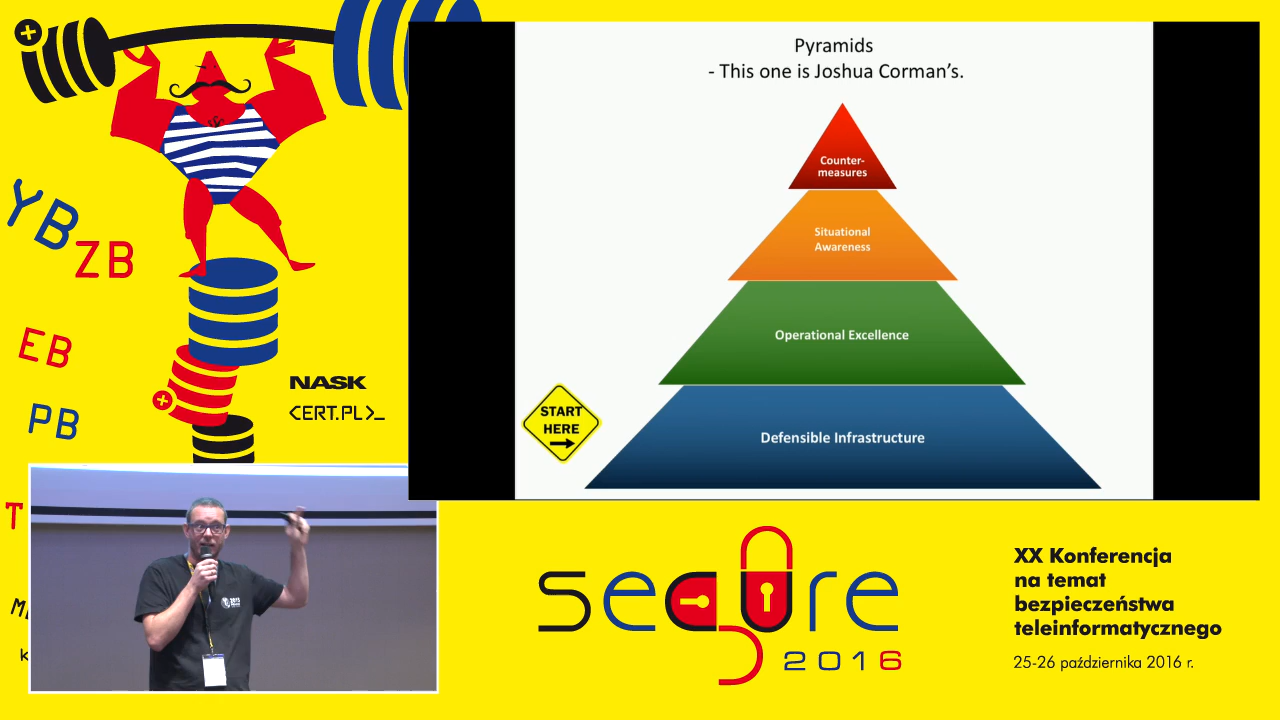 Pyramids
- This one is Joshua Corman's.
Counter-
measures
Situational
Awareness
Operational Excellence
Defensible Infrastructure
START
HERE
YB
ZB
EB
PB
T
NASK
<CERT.PL>_
secure
2016
XX Konferencja
na temat
bezpieczeństwa
teleinformatycznego
25-26 października 2016 r.